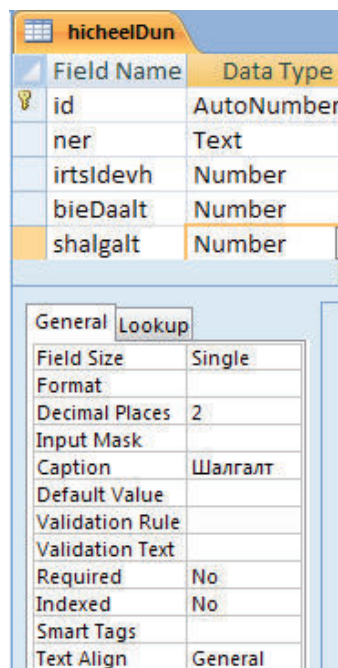 hicheelDun
Field Name Data Type
id AutoNumber
ner Text
irtsIdevh Number
bieDaalt Number
shalgalt Number
General Lookup
Field Size Single
Format
Decimal Places 2
Input Mask
Caption Шалгалт
Default Value
Validation Rule
Validation Text
Required No
Indexed No
Smart Tags
Text Align General